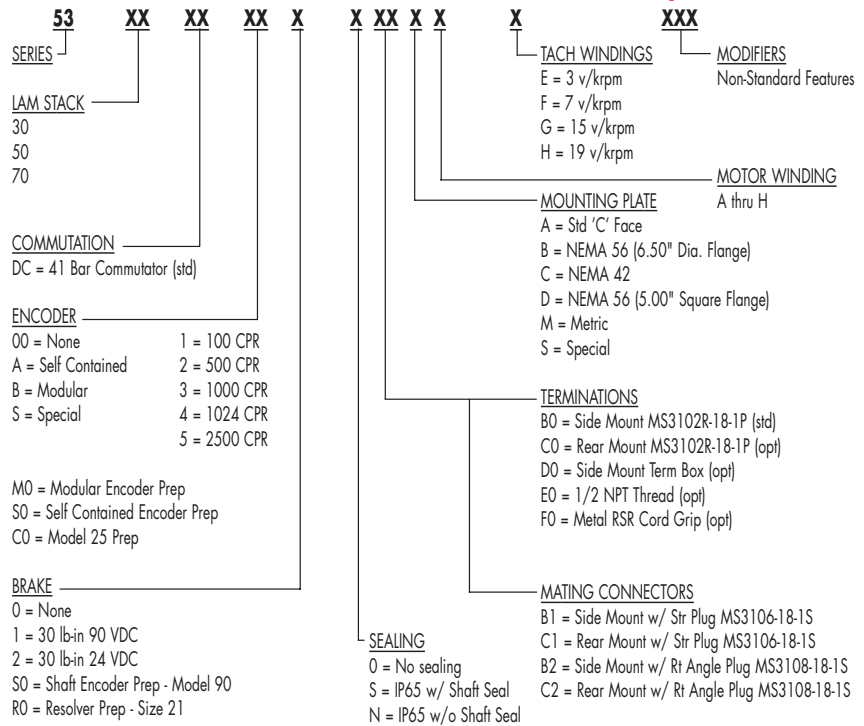 53 XX XX XX X X XX X X X XXX
SERIES
LAM STACK
30
50
70
COMMUTATION
DC = 41 Bar Commutator (std)
ENCODER
00 = None 1 = 100 CPR
A = Self Contained 2 = 500 CPR
B = Modular 3 = 1000 CPR
S = Special 4 = 1024 CPR
5 = 2500 CPR
M0 = Modular Encoder Prep
S0 = Self Contained Encoder Prep
C0 = Model 25 Prep
BRAKE
0 = None
1 = 30 lb-in 90 VDC
2 = 30 lb-in 24 VDC
S0 = Shaft Encoder Prep - Model 90
R0 = Resolver Prep - Size 21
SEALING
0 = No sealing
S = IP65 w/ Shaft Seal
N = IP65 w/o Shaft Seal
TACH WINDINGS
E = 3 v/krpm
F = 7 v/krpm
G = 15 v/krpm
H = 19 v/krpm
MODIFIERS
Non-Standard Features
MOTOR WINDING
A thru H
MOUNTING PLATE
A = Std 'C' Face
B = NEMA 56 (6.50" Dia. Flange)
C = NEMA 42
D = NEMA 56 (5.00" Square Flange)
M = Metric
S = Special
TERMINATIONS
B0 = Side Mount MS3102R-18-1P (std)
C0 = Rear Mount MS3102R-18-1P (opt)
D0 = Side Mount Term Box (opt)
E0 = 1/2 NPT Thread (opt)
F0 = Metal RSR Cord Grip (opt)
MATING CONNECTORS
B1 = Side Mount w/ Str Plug MS3106-18-1S
C1 = Rear Mount w/ Str Plug MS3106-18-1S
B2 = Side Mount w/ Rt Angle Plug MS3108-18-1S
C2 = Rear Mount w/ Rt Angle Plug MS3108-18-1S